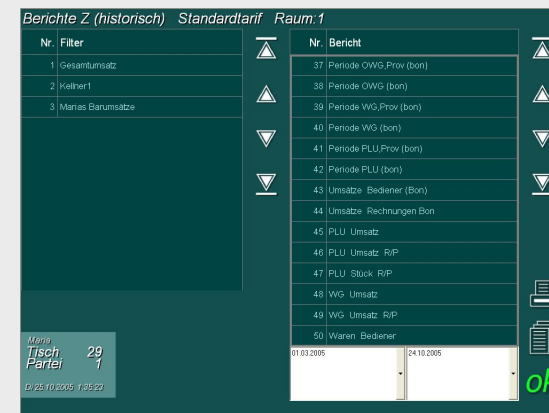 Berichte Z (historisch) Standardtarif Raum:1
Nr. Filter
1 Gesamtumsatz
2 Kellner1
3 Marias Barumsätze
Nr. Bericht
37 Periode OWG,Prov (bon)
38 Periode OWG (bon)
39 Periode WG,Prov (bon)
40 Periode WG (bon)
41 Periode PLU,Prov (bon)
42 Periode PLU (bon)
43 Umsätze Bediener (Bon)
44 Umsätze Rechnungen Bon
45 PLU Umsatz
46 PLU Umsatz R/P
47 PLU Stück R/P
48 WG Umsatz
49 WG Umsatz R/P
50 Waren Bediener
01.03.2005 24.10.2005
Maria
Tisch 29
Partei 1
Di 25.10.2005 1:35:23
ok